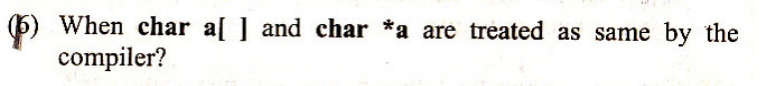 (6) When char a[ ] and char *a are treated as same by the
compiler?